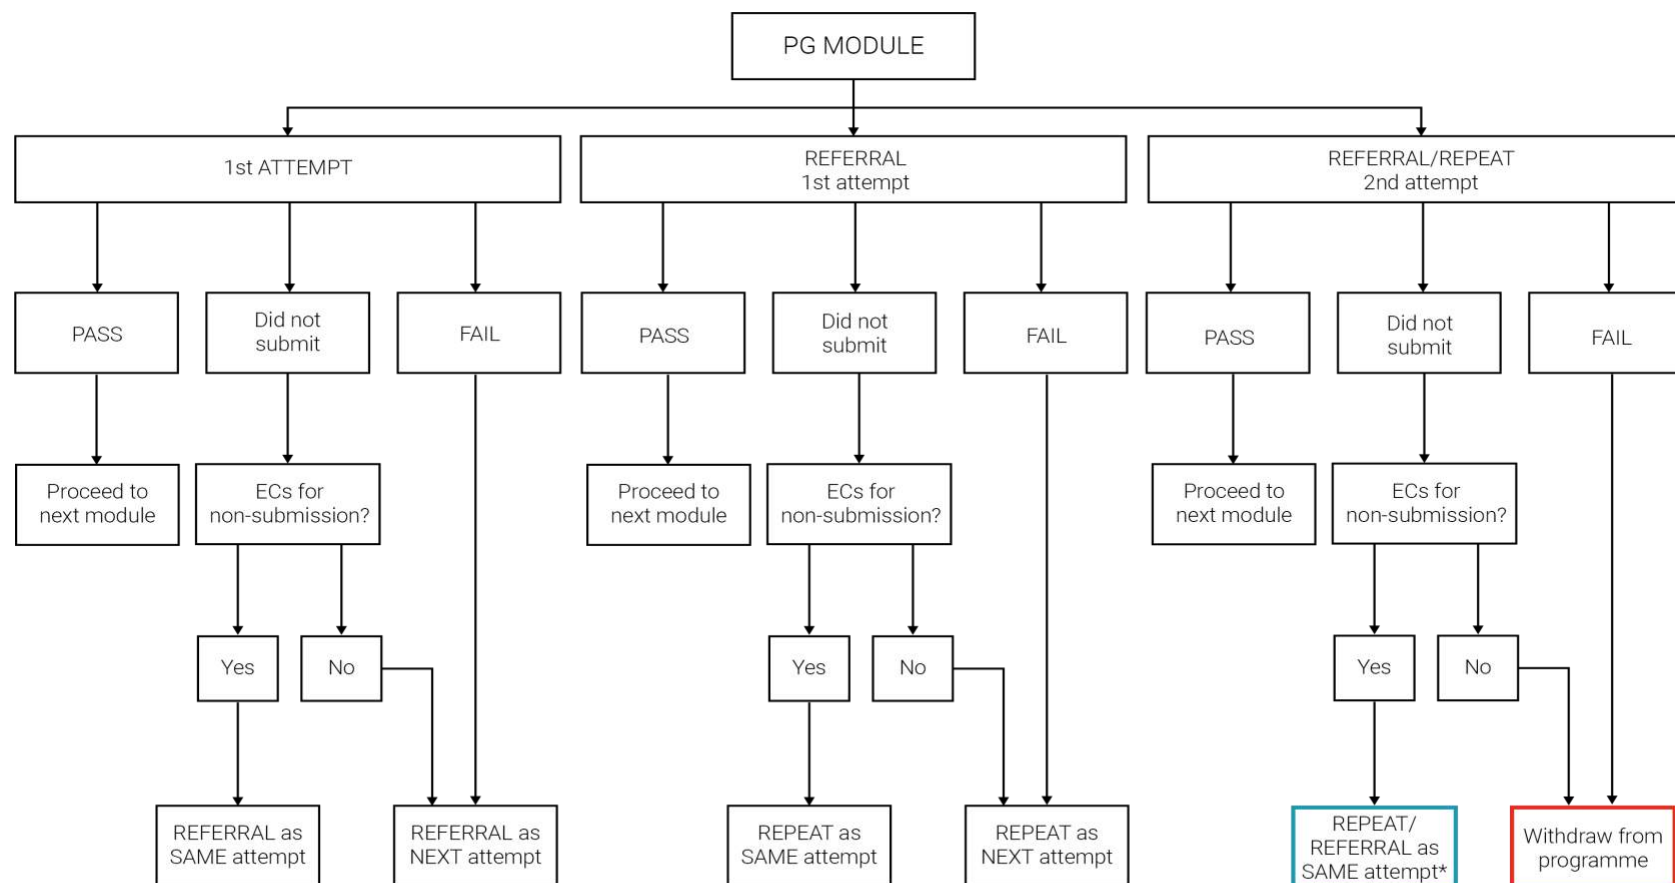 PG MODULE
1st ATTEMPT
REFERRAL
1st attempt
REFERRAL/REPEAT
2nd attempt
PASS
Did not
submit
FAIL
PASS
Did not
submit
FAIL
PASS
Did not
submit
FAIL
Proceed to
next module
ECs for
non-submission?
Proceed to
next module
ECs for
non-submission?
Proceed to
next module
ECs for
non-submission?
Yes
No
Yes
No
Yes
No
REFERRAL as
SAME attempt
REFERRAL as
NEXT attempt
REPEAT as
SAME attempt
REPEAT as
NEXT attempt
REPEAT/
REFERRAL as
SAME attempt*
Withdraw from
programme